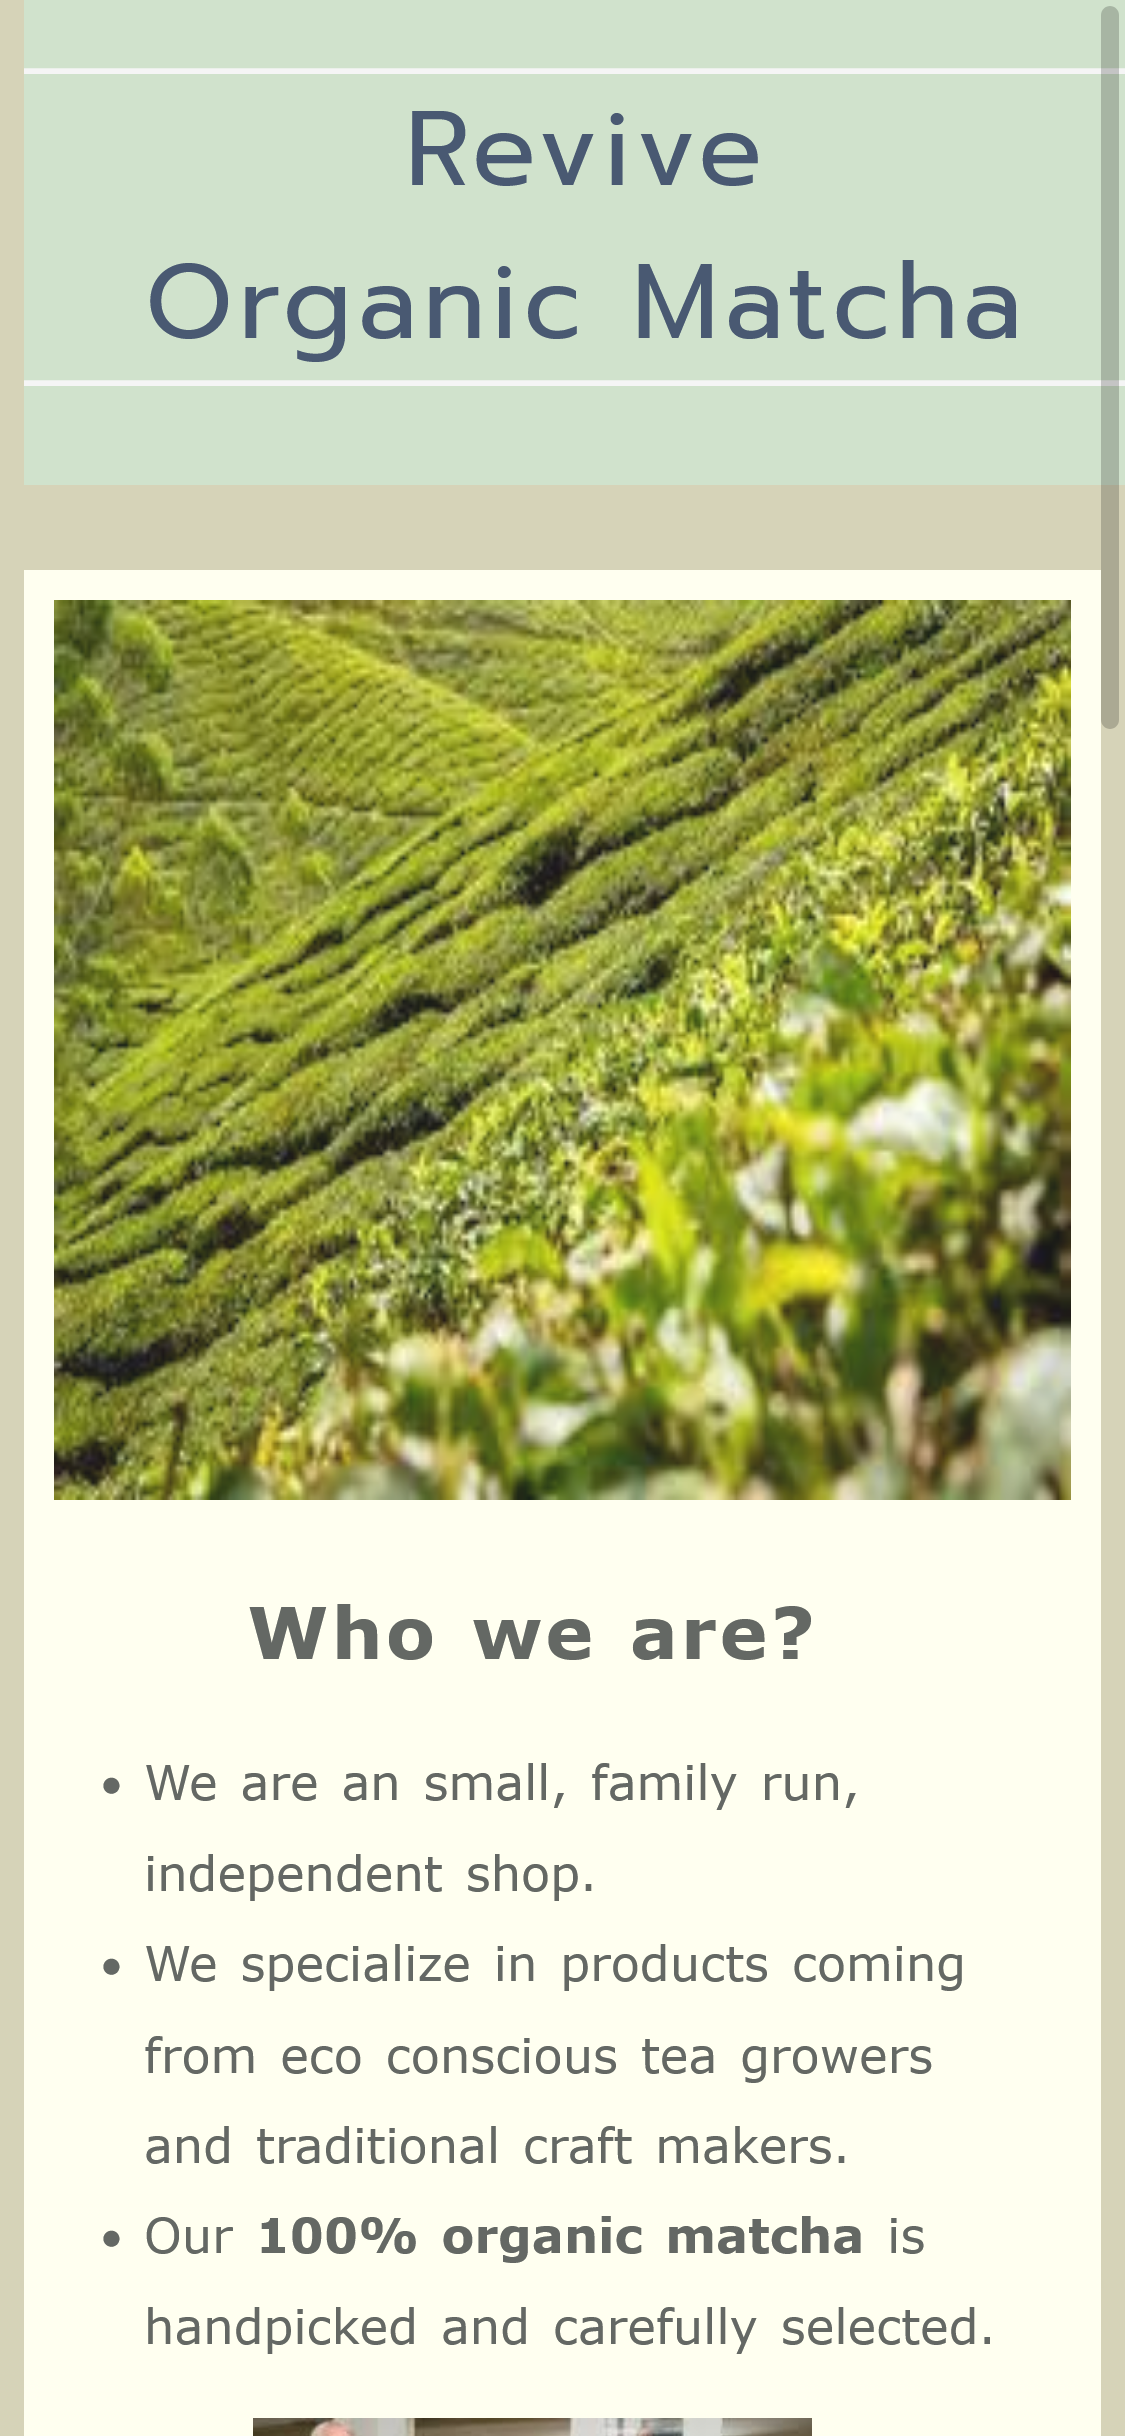 Revive
Organic Matcha
Who we are?
• We are an small, family run,
independent shop.
• We specialize in products coming
from eco conscious tea growers
and traditional craft makers.
• Our 100% organic matcha is
handpicked and carefully selected.